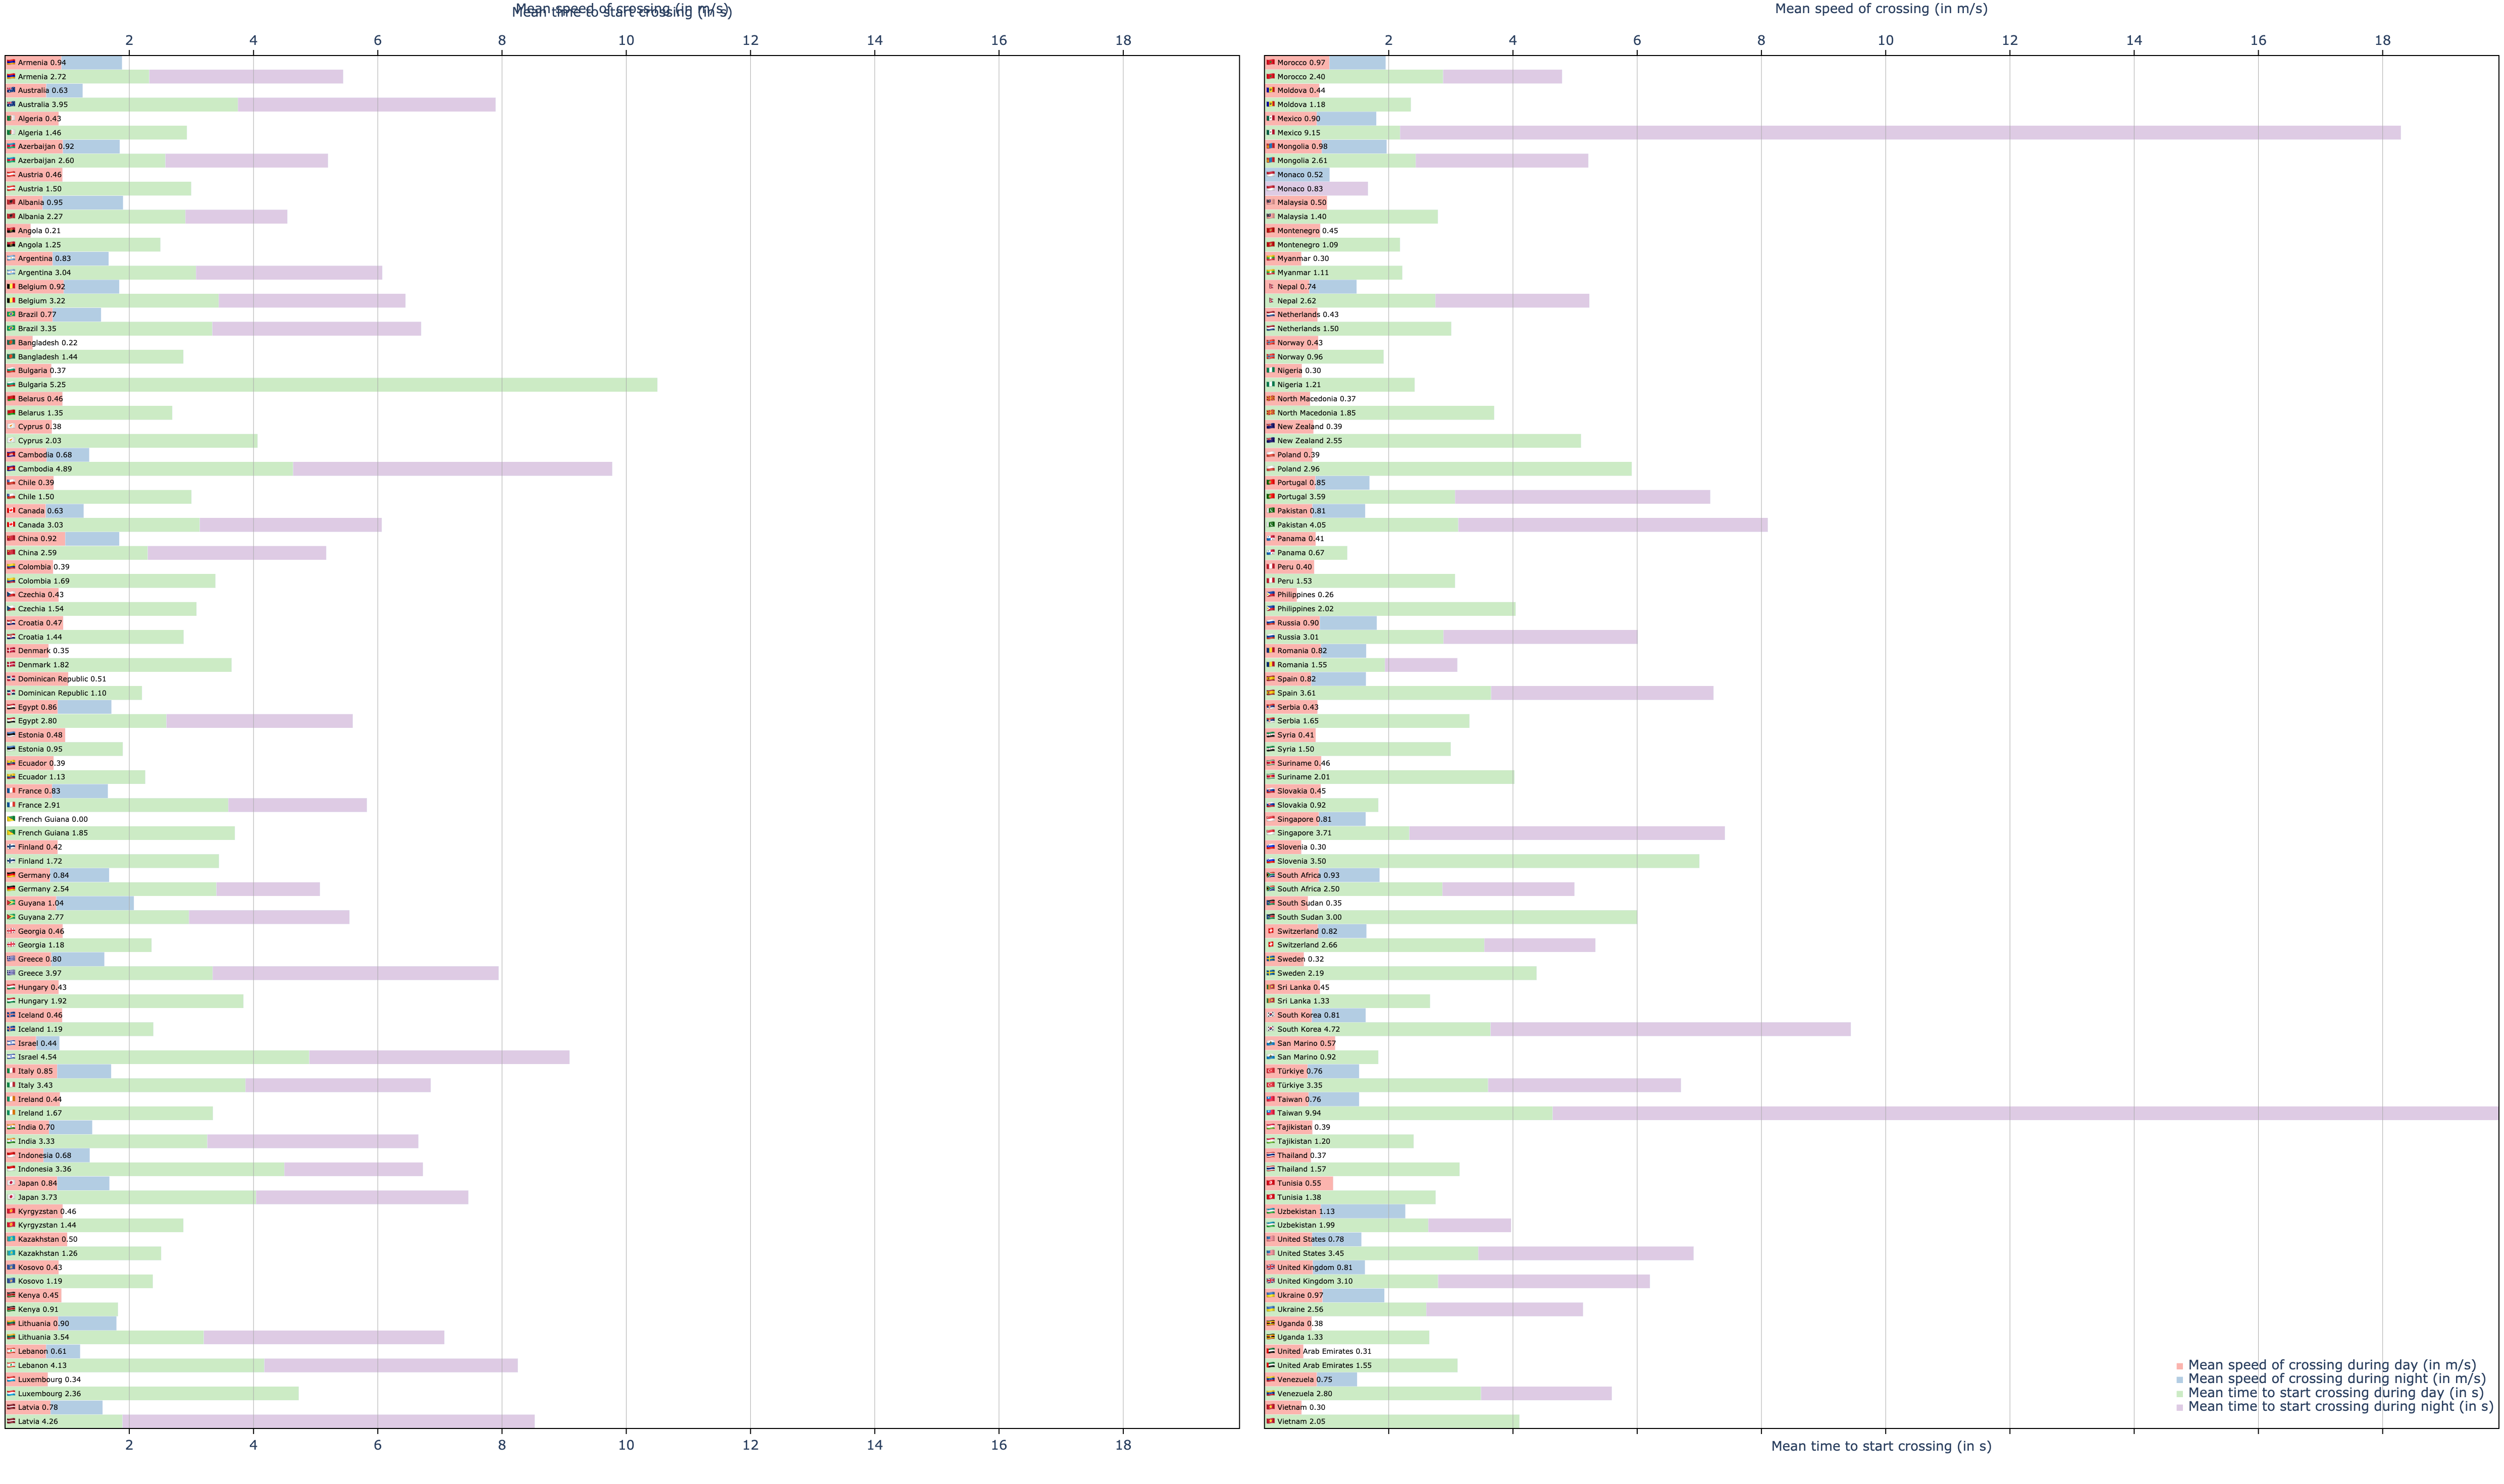 Mean speed of crossing (in m/s)
Mean time to start crossing (in s)
2 4 6 8 10 12 14 16 18
Armenia 0.94
Armenia 2.72
Australia 0.63
Australia 3.95
Algeria 0.43
Algeria 1.46
Azerbaijan 0.92
Azerbaijan 2.60
Austria 0.46
Austria 1.50
Albania 0.95
Albania 2.27
Angola 0.21
Angola 1.25
Argentina 0.83
Argentina 3.04
Belgium 0.92
Belgium 3.22
Brazil 0.77
Brazil 3.35
Bangladesh 0.22
Bangladesh 1.44
Bulgaria 0.37
Bulgaria 5.25
Belarus 0.46
Belarus 1.35
Cyprus 0.38
Cyprus 2.03
Cambodia 0.68
Cambodia 4.89
Chile 0.39
Chile 1.50
Canada 0.63
Canada 3.03
China 0.92
China 2.59
Colombia 0.39
Colombia 1.69
Czechia 0.43
Czechia 1.54
Croatia 0.47
Croatia 1.44
Denmark 0.35
Denmark 1.82
Dominican Republic 0.51
Dominican Republic 1.10
Egypt 0.86
Egypt 2.80
Estonia 0.48
Estonia 0.95
Ecuador 0.39
Ecuador 1.13
France 0.83
France 2.91
French Guiana 0.00
French Guiana 1.85
Finland 0.42
Finland 1.72
Germany 0.84
Germany 2.54
Guyana 1.04
Guyana 2.77
Georgia 0.46
Georgia 1.18
Greece 0.80
Greece 3.97
Hungary 0.43
Hungary 1.92
Iceland 0.46
Iceland 1.19
Israel 0.44
Israel 4.54
Italy 0.85
Italy 3.43
Ireland 0.44
Ireland 1.67
India 0.70
India 3.33
Indonesia 0.68
Indonesia 3.36
Japan 0.84
Japan 3.73
Kyrgyzstan 0.46
Kyrgyzstan 1.44
Kazakhstan 0.50
Kazakhstan 1.26
Kosovo 0.43
Kosovo 1.19
Kenya 0.45
Kenya 0.91
Lithuania 0.90
Lithuania 3.54
Lebanon 0.61
Lebanon 4.13
Luxembourg 0.34
Luxembourg 2.36
Latvia 0.78
Latvia 4.26
2 4 6 8 10 12 14 16 18
Mean speed of crossing (in m/s)
2 4 6 8 10 12 14 16 18
Morocco 0.97
Morocco 2.40
Moldova 0.44
Moldova 1.18
Mexico 0.90
Mexico 9.15
Mongolia 0.98
Mongolia 2.61
Monaco 0.52
Monaco 0.83
Malaysia 0.50
Malaysia 1.40
Montenegro 0.45
Montenegro 1.09
Myanmar 0.30
Myanmar 1.11
Nepal 0.74
Nepal 2.62
Netherlands 0.43
Netherlands 1.50
Norway 0.43
Norway 0.96
Nigeria 0.30
Nigeria 1.21
North Macedonia 0.37
North Macedonia 1.85
New Zealand 0.39
New Zealand 2.55
Poland 0.39
Poland 2.96
Portugal 0.85
Portugal 3.59
Pakistan 0.81
Pakistan 4.05
Panama 0.41
Panama 0.67
Peru 0.40
Peru 1.53
Philippines 0.26
Philippines 2.02
Russia 0.90
Russia 3.01
Romania 0.82
Romania 1.55
Spain 0.82
Spain 3.61
Serbia 0.43
Serbia 1.65
Syria 0.41
Syria 1.50
Suriname 0.46
Suriname 2.01
Slovakia 0.45
Slovakia 0.92
Singapore 0.81
Singapore 3.71
Slovenia 0.30
Slovenia 3.50
South Africa 0.93
South Africa 2.50
South Sudan 0.35
South Sudan 3.00
Switzerland 0.82
Switzerland 2.66
Sweden 0.32
Sweden 2.19
Sri Lanka 0.45
Sri Lanka 1.33
South Korea 0.81
South Korea 4.72
San Marino 0.57
San Marino 0.92
Türkiye 0.76
Türkiye 3.35
Taiwan 0.76
Taiwan 9.94
Tajikistan 0.39
Tajikistan 1.20
Thailand 0.37
Thailand 1.57
Tunisia 0.55
Tunisia 1.38
Uzbekistan 1.13
Uzbekistan 1.99
United States 0.78
United States 3.45
United Kingdom 0.81
United Kingdom 3.10
Ukraine 0.97
Ukraine 2.56
Uganda 0.38
Uganda 1.33
United Arab Emirates 0.31
United Arab Emirates 1.55
Venezuela 0.75
Venezuela 2.80
Vietnam 0.30
Vietnam 2.05
Mean speed of crossing during day (in m/s)
Mean speed of crossing during night (in m/s)
Mean time to start crossing during day (in s)
Mean time to start crossing during night (in s)
Mean time to start crossing (in s)